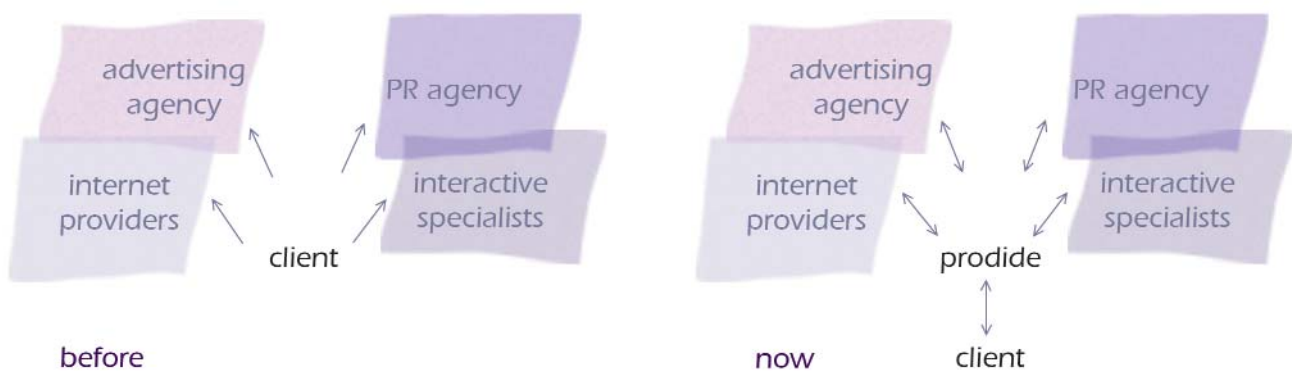 advertising
agency
PR agency
internet
providers
interactive
specialists
client
before
advertising
agency
PR agency
internet
providers
interactive
specialists
prodide
client
now